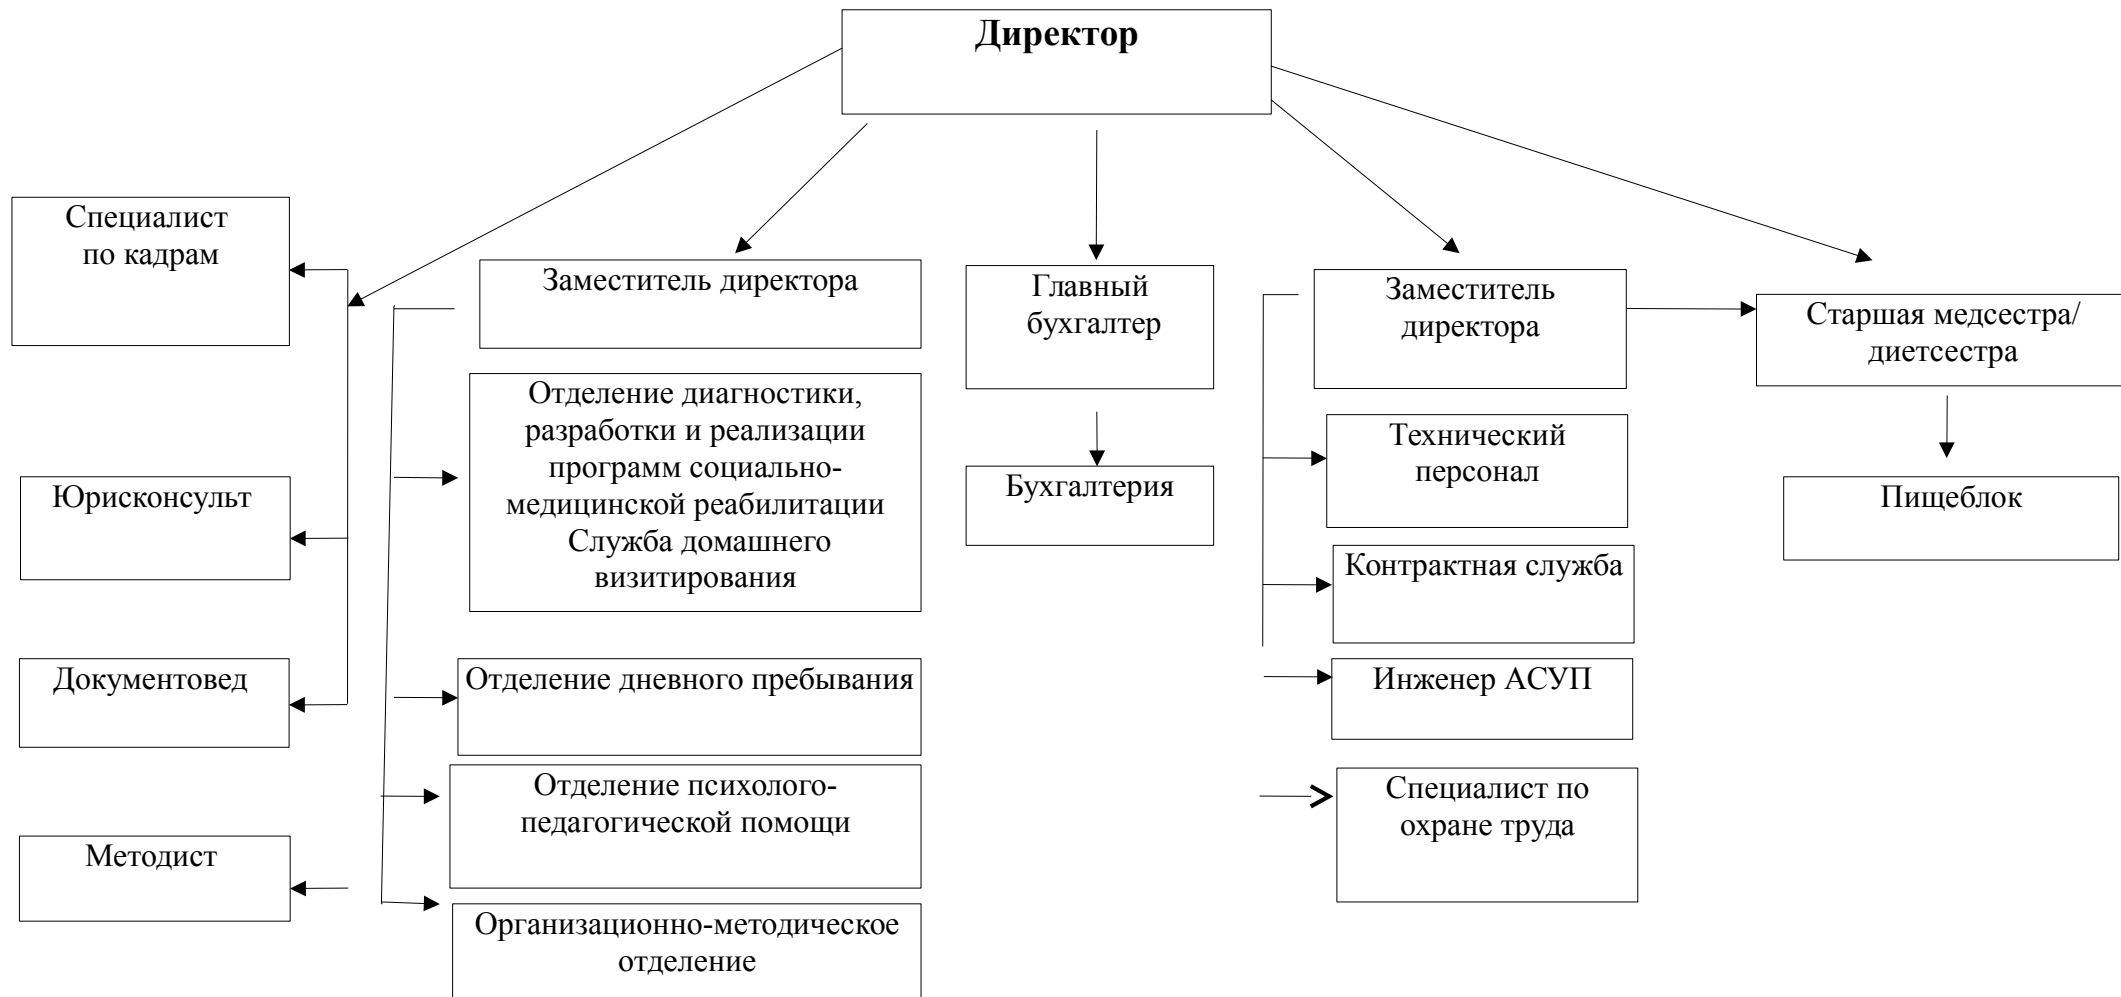 Директор
Специалист
по кадрам
Юрисконсульт
Документовед
Методист
Заместитель директора
Отделение диагностики,
разработки и реализации
программ социально-
медицинской реабилитации
Служба домашнего
визитирования
Отделение дневного пребывания
Отделение психолого-
педагогической помощи
Организационно-методическое
отделение
Главный
бухгалтер
Бухгалтерия
Заместитель
директора
Технический
персонал
Контрактная служба
Инженер АСУП
Специалист по
охране труда
Старшая медсестра/
диетсестра
Пищеблок